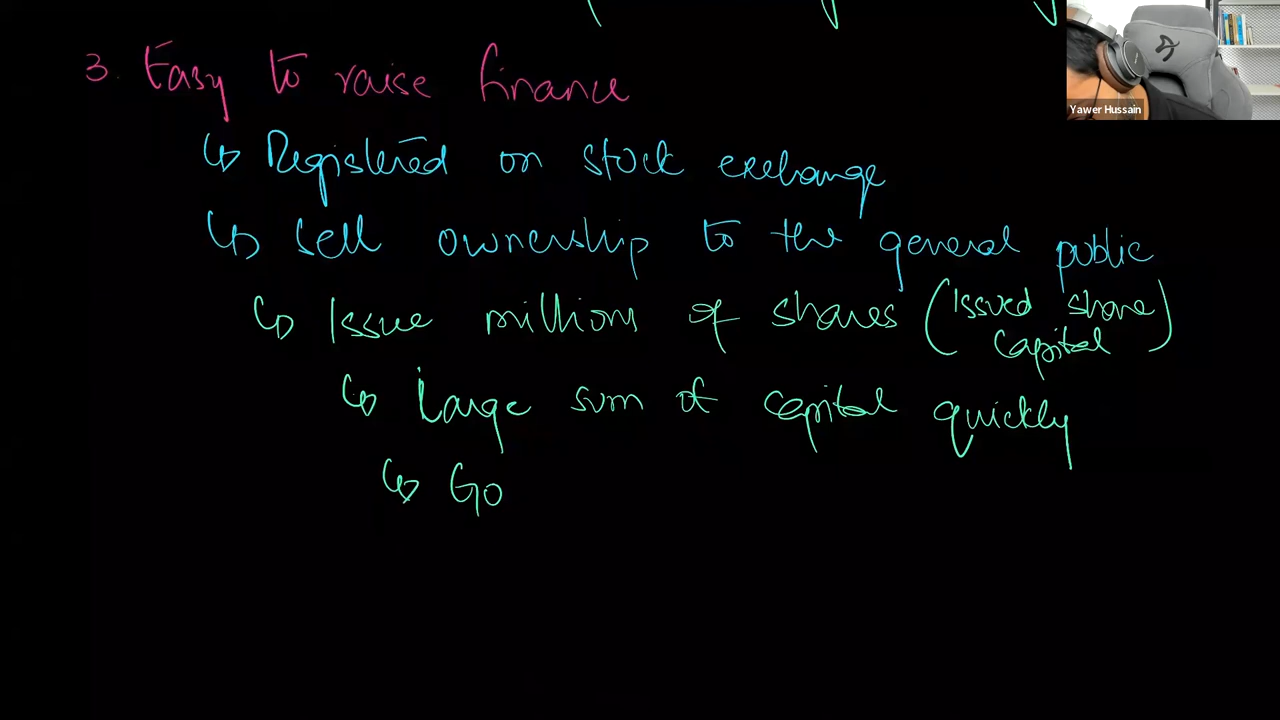 Yawer Hussain
3. Easy to raise finance
↳ Registered on stock exchange
↳ Sell ownership to the general public
↳ Issue millions of shares (Issued share capital)
↳ Large sum of capital quickly
↳ Go